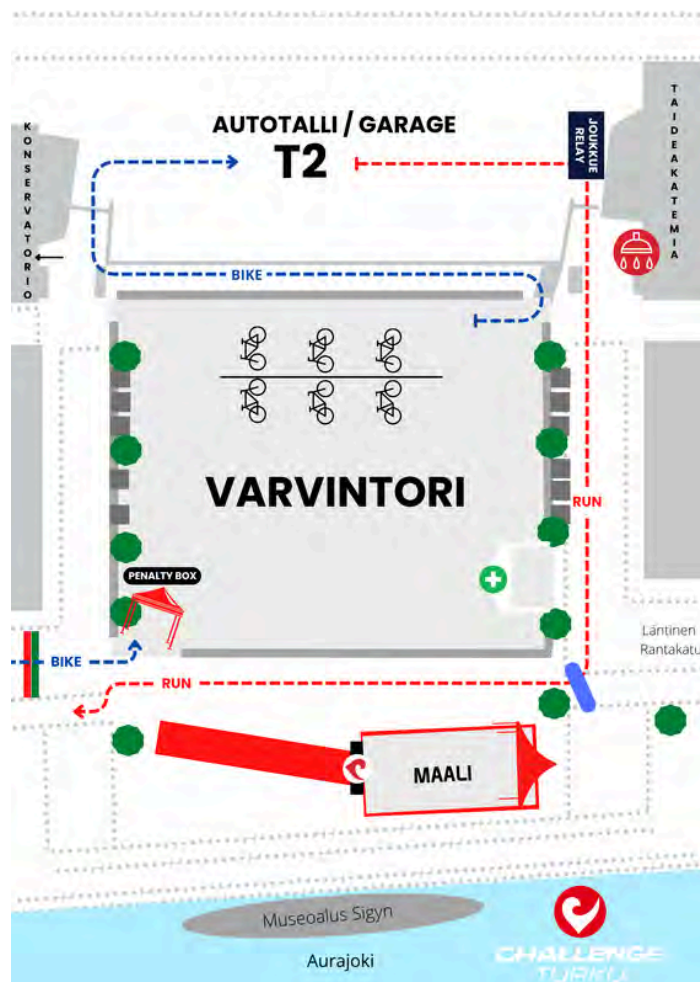 AUTOTALLI / GARAGE
T2
JOUKKUE
RELAY
KONSERVATORIO
TAIDEAKATEMIA
BIKE
VARVINTORI
RUN
PENALTY BOX
Läntinen
Rantakatu
BIKE
RUN
MAALI
Museoalus Sigyn
Aurajoki
CHALLENGE
TURKU